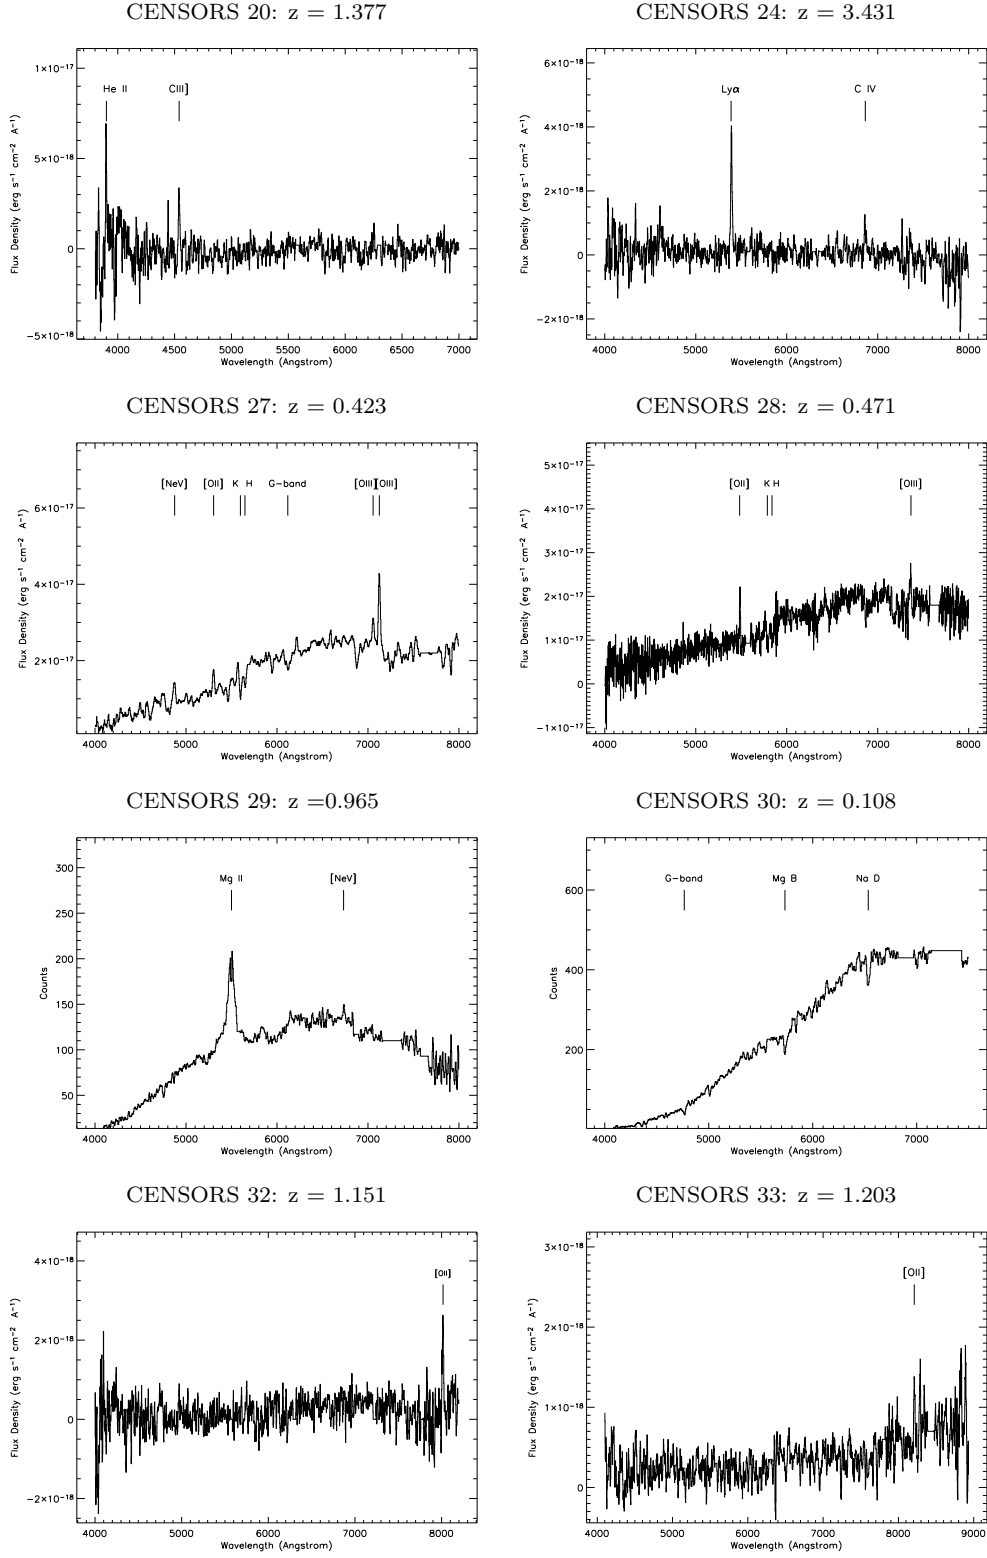 CENSORS 20: z = 1.377
1×10⁻¹⁷
5×10⁻¹⁸
0
−5×10⁻¹⁸
Flux Density (erg s⁻¹ cm⁻² A⁻¹)
He II CIII]
4000 4500 5000 5500 6000 6500 7000
Wavelength (Angstrom)
CENSORS 24: z = 3.431
6×10⁻¹⁸
4×10⁻¹⁸
2×10⁻¹⁸
0
−2×10⁻¹⁸
Flux Density (erg s⁻¹ cm⁻² A⁻¹)
Lyα C IV
4000 5000 6000 7000 8000
Wavelength (Angstrom)
CENSORS 27: z = 0.423
6×10⁻¹⁷
4×10⁻¹⁷
2×10⁻¹⁷
Flux Density (erg s⁻¹ cm⁻² A⁻¹)
[NeV] [OII] K H G−band [OIII] [OIII]
4000 5000 6000 7000 8000
Wavelength (Angstrom)
CENSORS 28: z = 0.471
5×10⁻¹⁷
4×10⁻¹⁷
3×10⁻¹⁷
2×10⁻¹⁷
1×10⁻¹⁷
0
−1×10⁻¹⁷
Flux Density (erg s⁻¹ cm⁻² A⁻¹)
[OII] K H [OIII]
4000 5000 6000 7000 8000
Wavelength (Angstrom)
CENSORS 29: z =0.965
300
250
200
150
100
50
Counts
Mg II [NeV]
4000 5000 6000 7000 8000
Wavelength (Angstrom)
CENSORS 30: z = 0.108
600
400
200
Counts
G−band Mg B Na D
4000 5000 6000 7000
Wavelength (Angstrom)
CENSORS 32: z = 1.151
4×10⁻¹⁸
2×10⁻¹⁸
0
−2×10⁻¹⁸
Flux Density (erg s⁻¹ cm⁻² A⁻¹)
[OII]
4000 5000 6000 7000 8000
Wavelength (Angstrom)
CENSORS 33: z = 1.203
3×10⁻¹⁸
2×10⁻¹⁸
1×10⁻¹⁸
0
Flux Density (erg s⁻¹ cm⁻² A⁻¹)
[OII]
4000 5000 6000 7000 8000 9000
Wavelength (Angstrom)